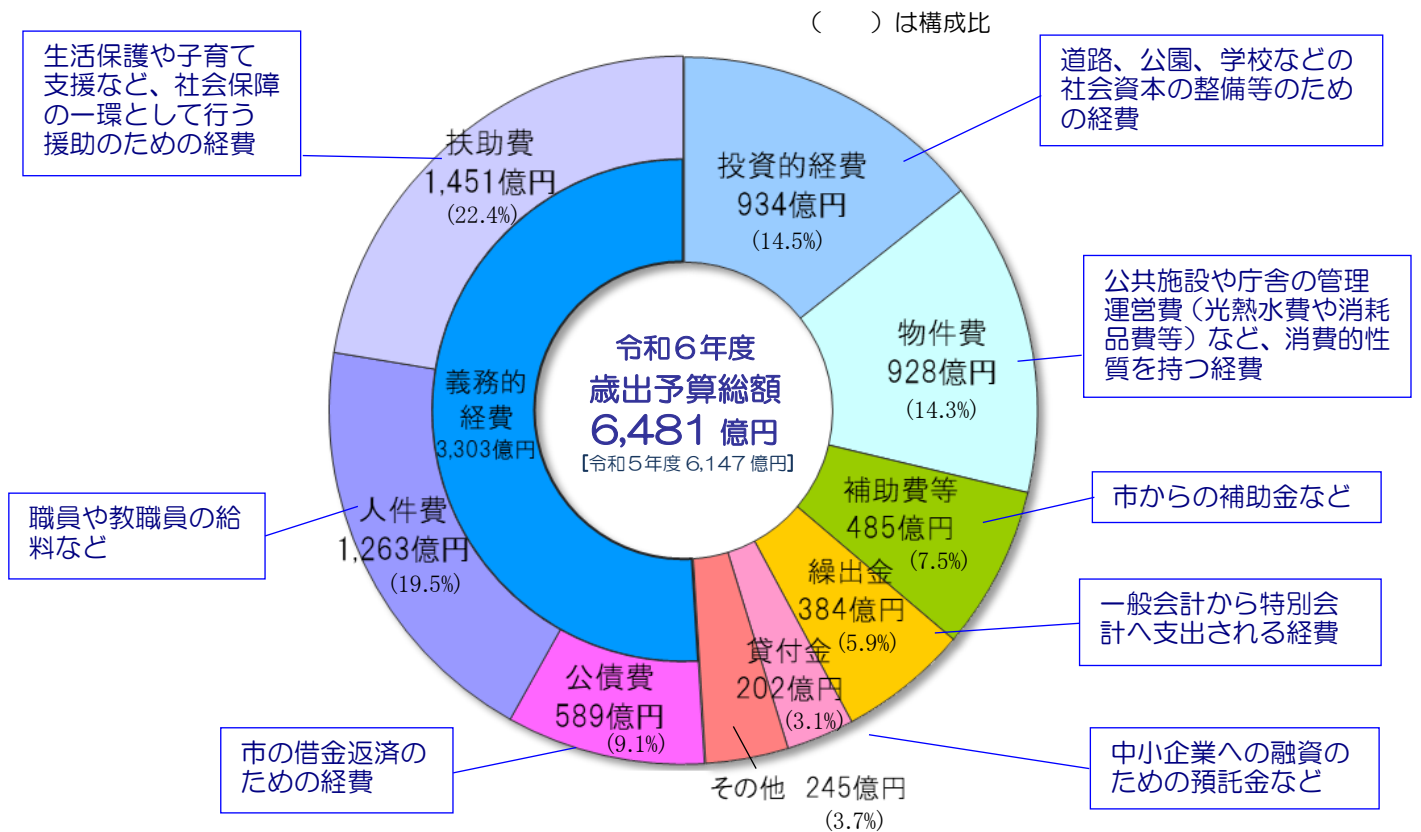 （　　）は構成比
生活保護や子育て
支援など、社会保障
の一環として行う
援助のための経費
道路、公園、学校などの
社会資本の整備等のため
の経費
扶助費
1,451億円
(22.4%)
投資的経費
934億円
(14.5%)
公共施設や庁舎の管理
運営費（光熱水費や消耗
品費等）など、消費的性
質を持つ経費
物件費
928億円
(14.3%)
令和６年度
歳出予算総額
6,481 億円
[令和５年度 6,147 億円]
義務的
経費
3,303億円
職員や教職員の給
料など
人件費
1,263億円
(19.5%)
補助費等
485億円
(7.5%)
市からの補助金など
繰出金
384億円
(5.9%)
一般会計から特別会
計へ支出される経費
貸付金
202億円
(3.1%)
公債費
589億円
(9.1%)
市の借金返済の
ための経費
中小企業への融資の
ための預託金など
その他 245億円
(3.7%)